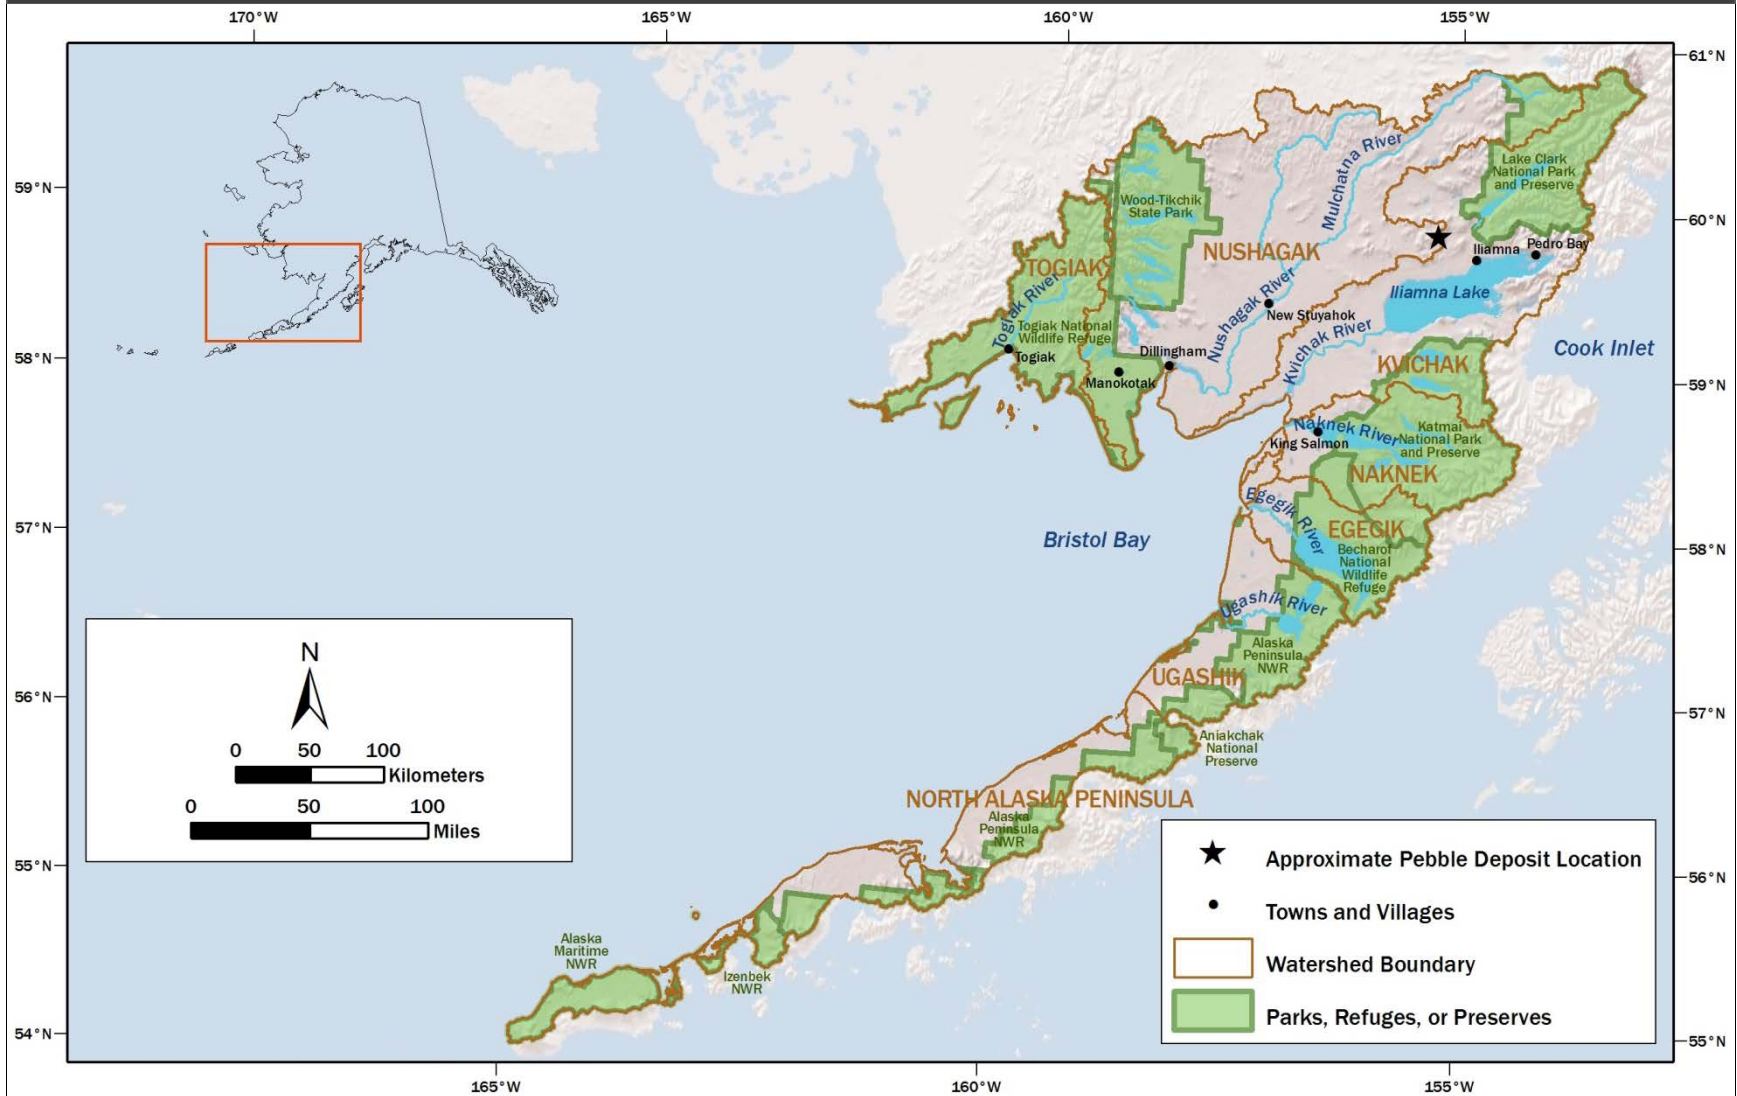 170°W 165°W 160°W 155°W
61°N
59°N
60°N
58°N
59°N
57°N
58°N
56°N
57°N
55°N
56°N
54°N
55°N
165°W 160°W 155°W
Mulchatna River
Lake Clark
National Park
and Preserve
Wood-Tikchik
State Park
NUSHAGAK
TOGIAK
Iliamna
Pedro Bay
Iliamna Lake
Togiak River
Togiak National
Wildlife Refuge
Togiak
Nushagak River
New Stuyahok
Kvichak River
Dillingham
Manokotak
Cook Inlet
KVICHAK
Naknek River
King Salmon
Katmai
National Park
and Preserve
NAKNEK
Egegik River
EGEGIK
Becharof
National
Wildlife
Refuge
Bristol Bay
Ugashik River
Alaska
Peninsula
NWR
UGASHIK
Aniakchak
National
Preserve
NORTH ALASKA PENINSULA
Alaska
Peninsula
NWR
Alaska
Maritime
NWR
Izenbek
NWR
N
0 50 100
Kilometers
0 50 100
Miles
Approximate Pebble Deposit Location
Towns and Villages
Watershed Boundary
Parks, Refuges, or Preserves